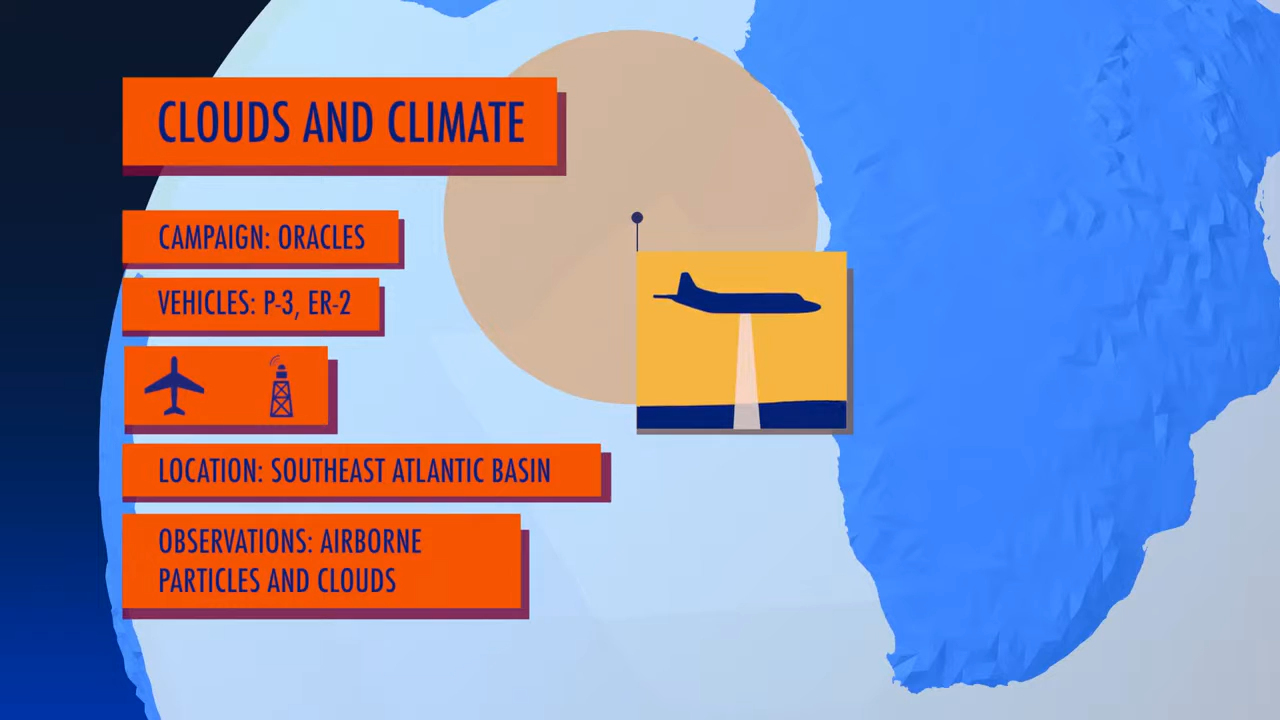 CLOUDS AND CLIMATE
CAMPAIGN: ORACLES
VEHICLES: P-3, ER-2
LOCATION: SOUTHEAST ATLANTIC BASIN
OBSERVATIONS: AIRBORNE
PARTICLES AND CLOUDS